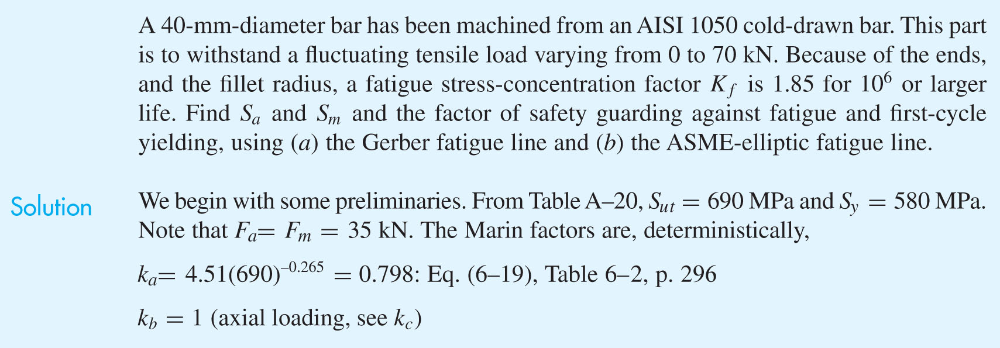 A 40-mm-diameter bar has been machined from an AISI 1050 cold-drawn bar. This part
is to withstand a fluctuating tensile load varying from 0 to 70 kN. Because of the ends,
and the fillet radius, a fatigue stress-concentration factor K_f is 1.85 for 10^6 or larger
life. Find S_a and S_m and the factor of safety guarding against fatigue and first-cycle
yielding, using (a) the Gerber fatigue line and (b) the ASME-elliptic fatigue line.
Solution
We begin with some preliminaries. From Table A–20, S_ut = 690 MPa and S_y = 580 MPa.
Note that F_a = F_m = 35 kN. The Marin factors are, deterministically,
k_a = 4.51(690)^–0.265 = 0.798: Eq. (6–19), Table 6–2, p. 296
k_b = 1 (axial loading, see k_c)